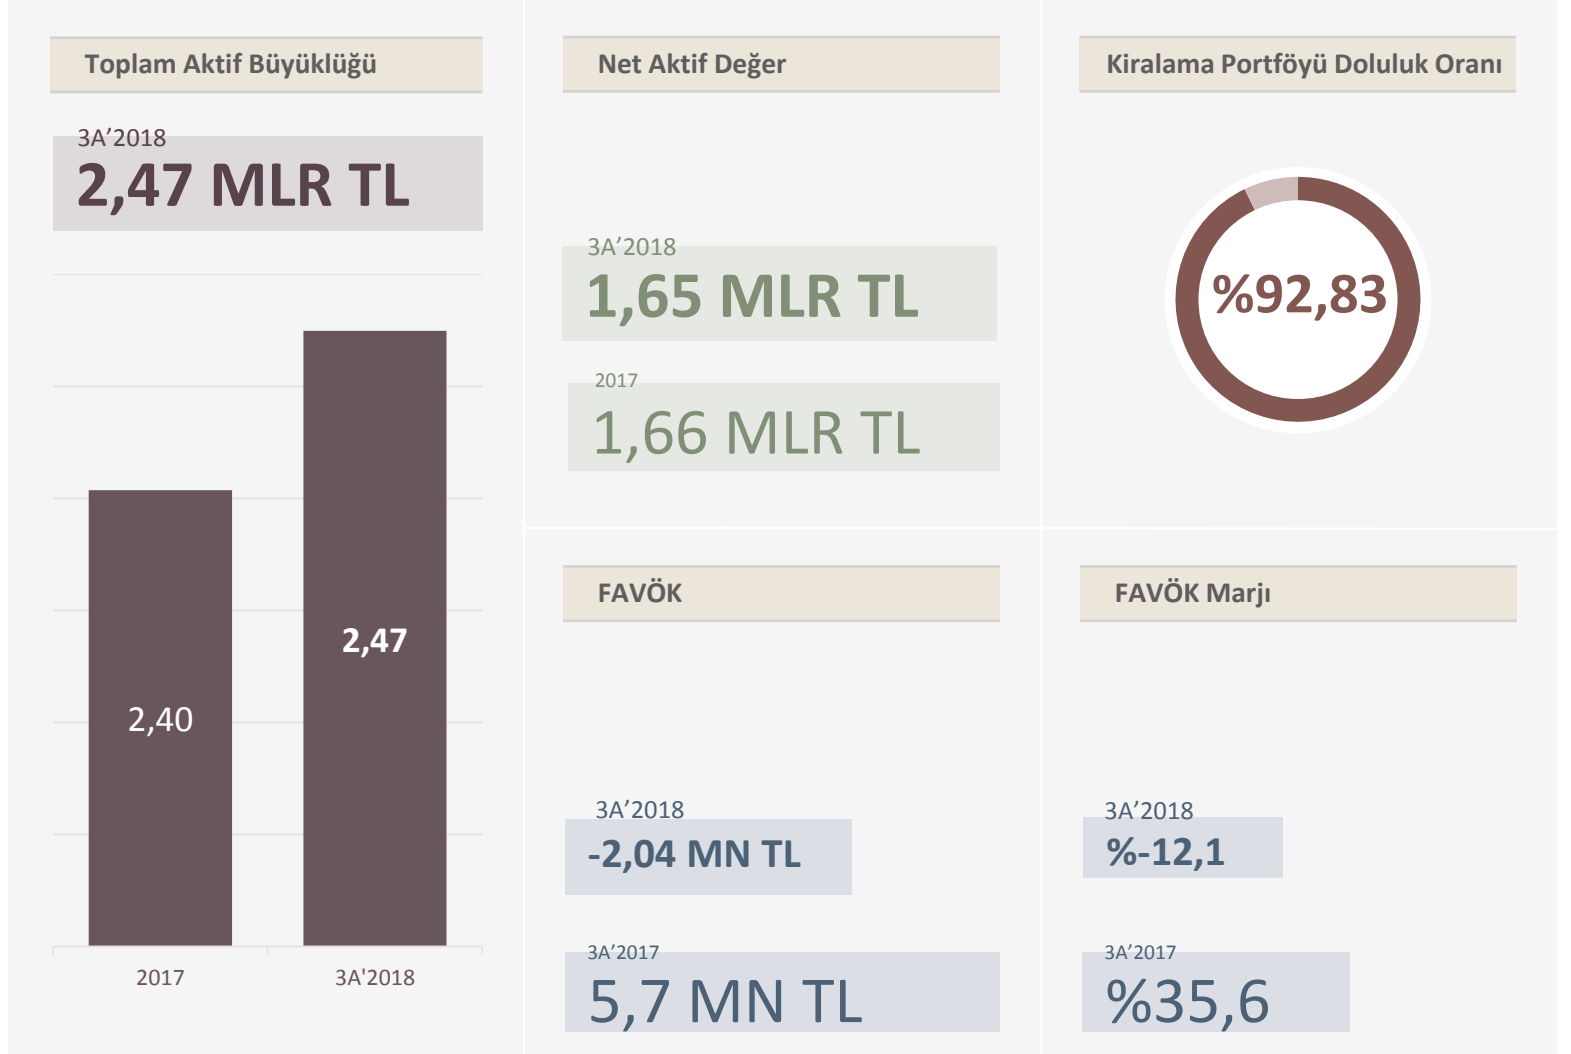 Toplam Aktif Büyüklüğü
3A’2018
2,47 MLR TL
2,40
2,47
2017
3A'2018
Net Aktif Değer
3A’2018
1,65 MLR TL
2017
1,66 MLR TL
Kiralama Portföyü Doluluk Oranı
%92,83
FAVÖK
3A’2018
-2,04 MN TL
3A’2017
5,7 MN TL
FAVÖK Marjı
3A’2018
%-12,1
3A’2017
%35,6